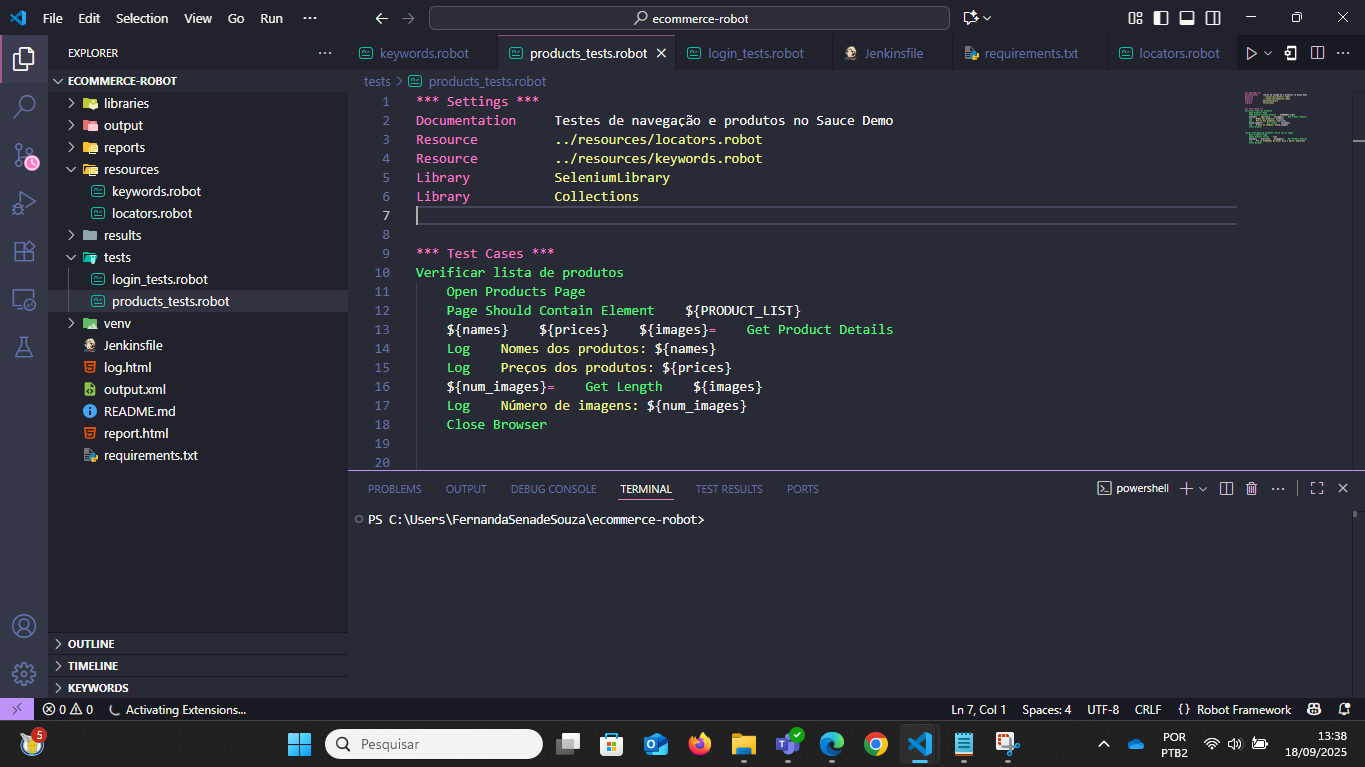 File Edit Selection View Go Run ···
ecommerce-robot
EXPLORER
ECOMMERCE-ROBOT
libraries
output
reports
resources
keywords.robot
locators.robot
results
tests
login_tests.robot
products_tests.robot
venv
Jenkinsfile
log.html
output.xml
README.md
report.html
requirements.txt
OUTLINE
TIMELINE
KEYWORDS
keywords.robot products_tests.robot login_tests.robot Jenkinsfile requirements.txt locators.robot
tests > products_tests.robot
1 *** Settings ***
2 Documentation Testes de navegação e produtos no Sauce Demo
3 Resource ../resources/locators.robot
4 Resource ../resources/keywords.robot
5 Library SeleniumLibrary
6 Library Collections
7
8
9 *** Test Cases ***
10 Verificar lista de produtos
11 Open Products Page
12 Page Should Contain Element ${PRODUCT_LIST}
13 ${names} ${prices} ${images}= Get Product Details
14 Log Nomes dos produtos: ${names}
15 Log Preços dos produtos: ${prices}
16 ${num_images}= Get Length ${images}
17 Log Número de imagens: ${num_images}
18 Close Browser
19
20
PROBLEMS OUTPUT DEBUG CONSOLE TERMINAL TEST RESULTS PORTS
powershell
PS C:\Users\FernandaSenadeSouza\ecommerce-robot>
0 0 Activating Extensions...
Ln 7, Col 1 Spaces: 4 UTF-8 CRLF {} Robot Framework
5
Pesquisar
POR
PTB2
13:38
18/09/2025